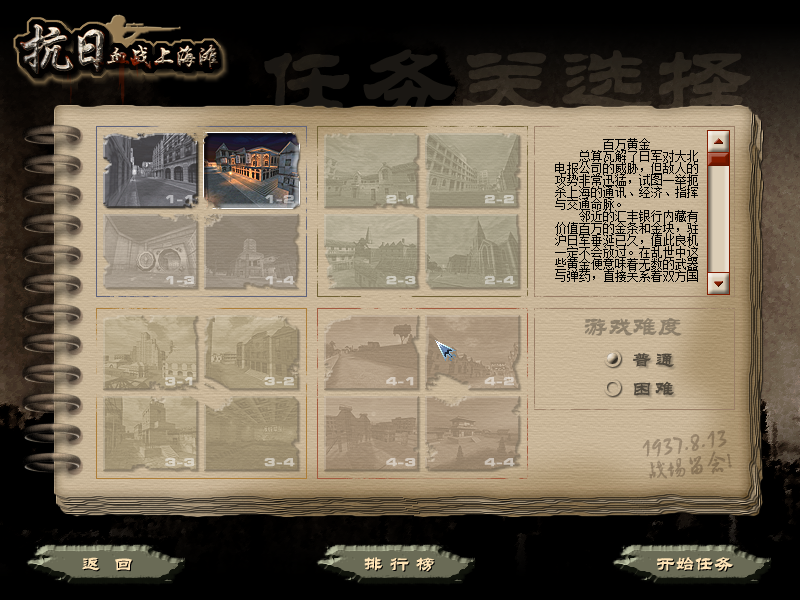 抗日血战上海滩
任务关选择
1-1
1-2
2-1
2-2
1-3
1-4
2-3
2-4
3-1
3-2
4-1
4-2
3-3
3-4
4-3
4-4
百万黄金
总算瓦解了日军对大北
电报公司的威胁，但敌人的
攻势非常迅猛，试图一举扼
杀上海的通讯、经济、指挥
与交通命脉。
邻近的汇丰银行内藏有
价值百万的金条和金块，驻
沪日军垂涎已久，值此良机
一定不会放过。在乱世中这
些黄金便意味着无数的武器
与弹药，直接关系着双方国
游戏难度
普通
困难
1937.8.13
战场留念!
返回
排行榜
开始任务